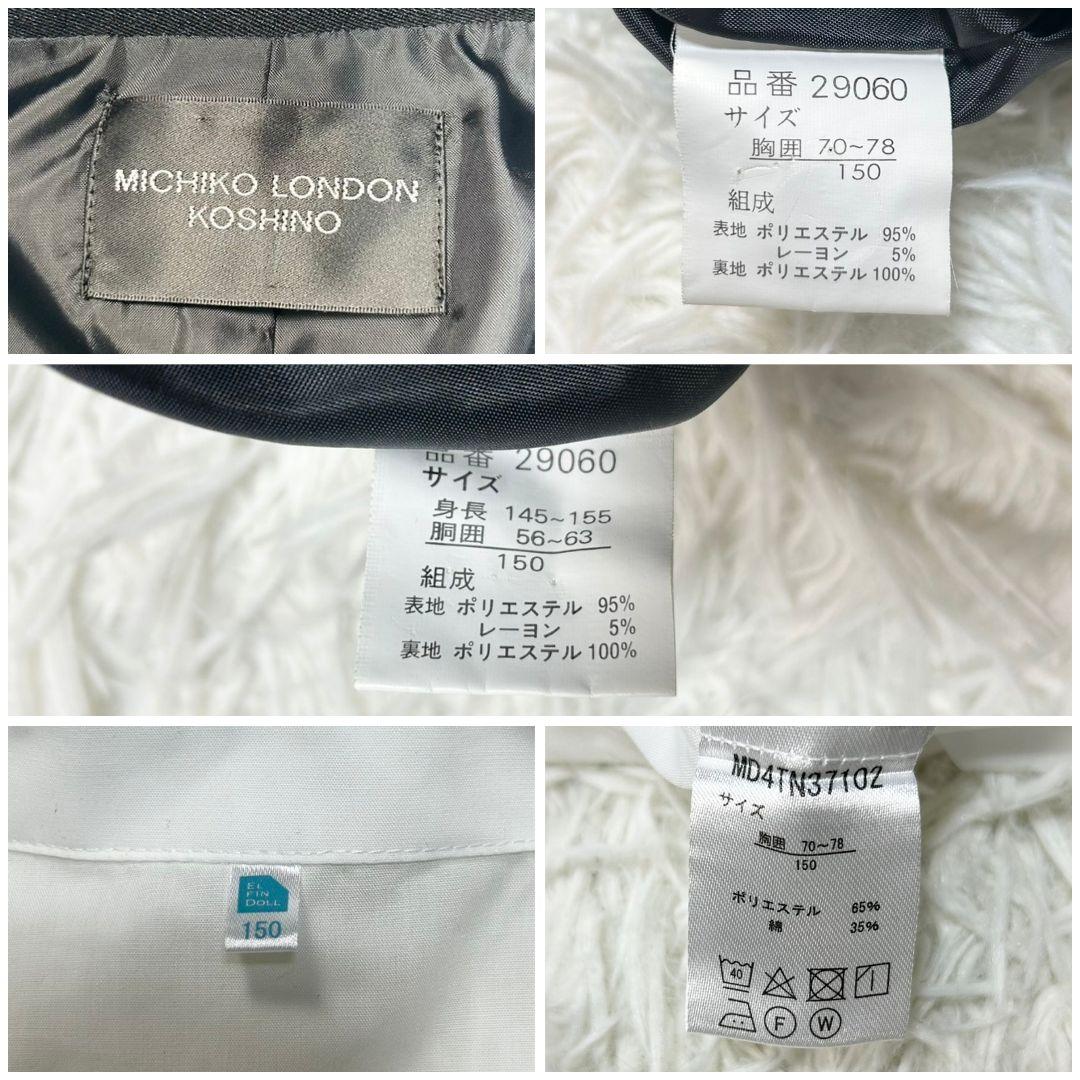 MICHIKO LONDON
KOSHINO
品番 29060
サイズ
胸囲 70~78
150
組成
表地 ポリエステル 95%
レーヨン 5%
裏地 ポリエステル 100%
品番 29060
サイズ
身長 145~155
胴囲 56~63
150
組成
表地 ポリエステル 95%
レーヨン 5%
裏地 ポリエステル 100%
EL
FIN
DOLL
150
MD4TN37102
サイズ
胸囲 70~78
150
ポリエステル 65%
綿 35%
40
F W